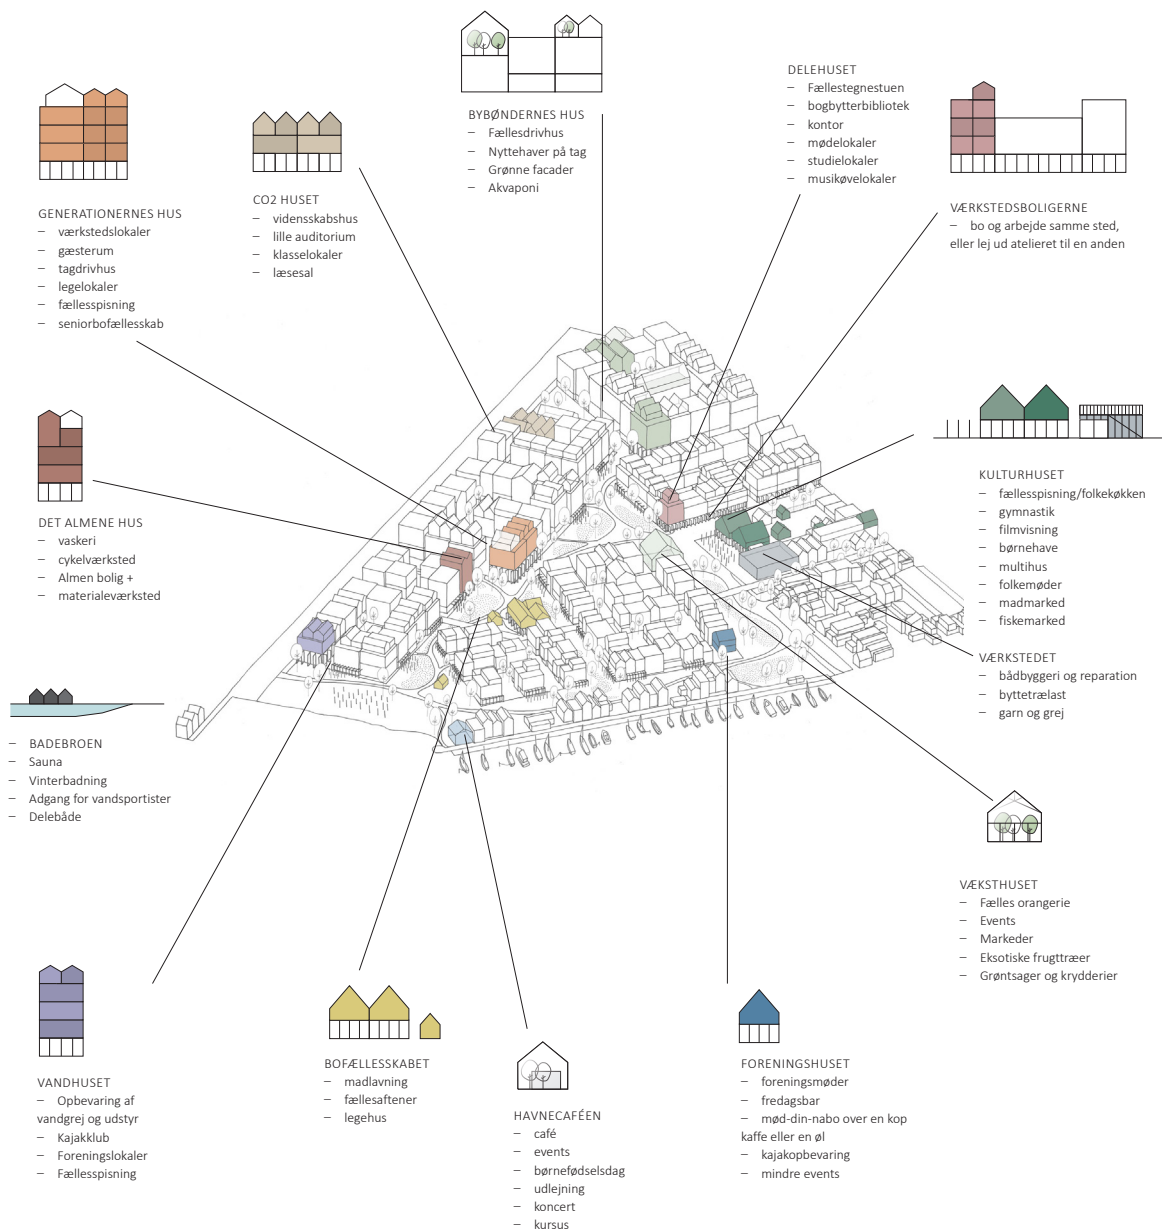 BYBØNDERNES HUS
– Fællesdrivhus
– Nyttehaver på tag
– Grønne facader
– Akvaponi
DELEHUSET
– Fællestegnestuen
– bogbytterbibliotek
– kontor
– mødelokaler
– studielokaler
– musikøvelokaler
GENERATIONERNES HUS
– værkstedslokaler
– gæsterum
– tagdrivhus
– legelokaler
– fællesspisning
– seniorbofællesskab
CO2 HUSET
– vidensskabshus
– lille auditorium
– klasselokaler
– læsesal
VÆRKSTEDSBOLIGERNE
– bo og arbejde samme sted,
eller lej ud atelieret til en anden
DET ALMENE HUS
– vaskeri
– cykelværksted
– Almen bolig +
– materialeværksted
KULTURHUSET
– fællesspisning/folkekøkken
– gymnastik
– filmvisning
– børnehave
– multihus
– folkemøder
– madmarked
– fiskemarked
VÆRKSTEDET
– bådbyggeri og reparation
– byttetrælast
– garn og grej
– BADEBROEN
– Sauna
– Vinterbadning
– Adgang for vandsportister
– Delebåde
VÆKSTHUSET
– Fælles orangerie
– Events
– Markeder
– Eksotiske frugttræer
– Grøntsager og krydderier
VANDHUSET
– Opbevaring af
vandgrej og udstyr
– Kajakklub
– Foreningslokaler
– Fællesspisning
BOFÆLLESSKABET
– madlavning
– fællesaftener
– legehus
HAVNECAFÉEN
– café
– events
– børnefødselsdag
– udlejning
– koncert
– kursus
FORENINGSHUSET
– foreningsmøder
– fredagsbar
– mød-din-nabo over en kop
kaffe eller en øl
– kajakopbevaring
– mindre events